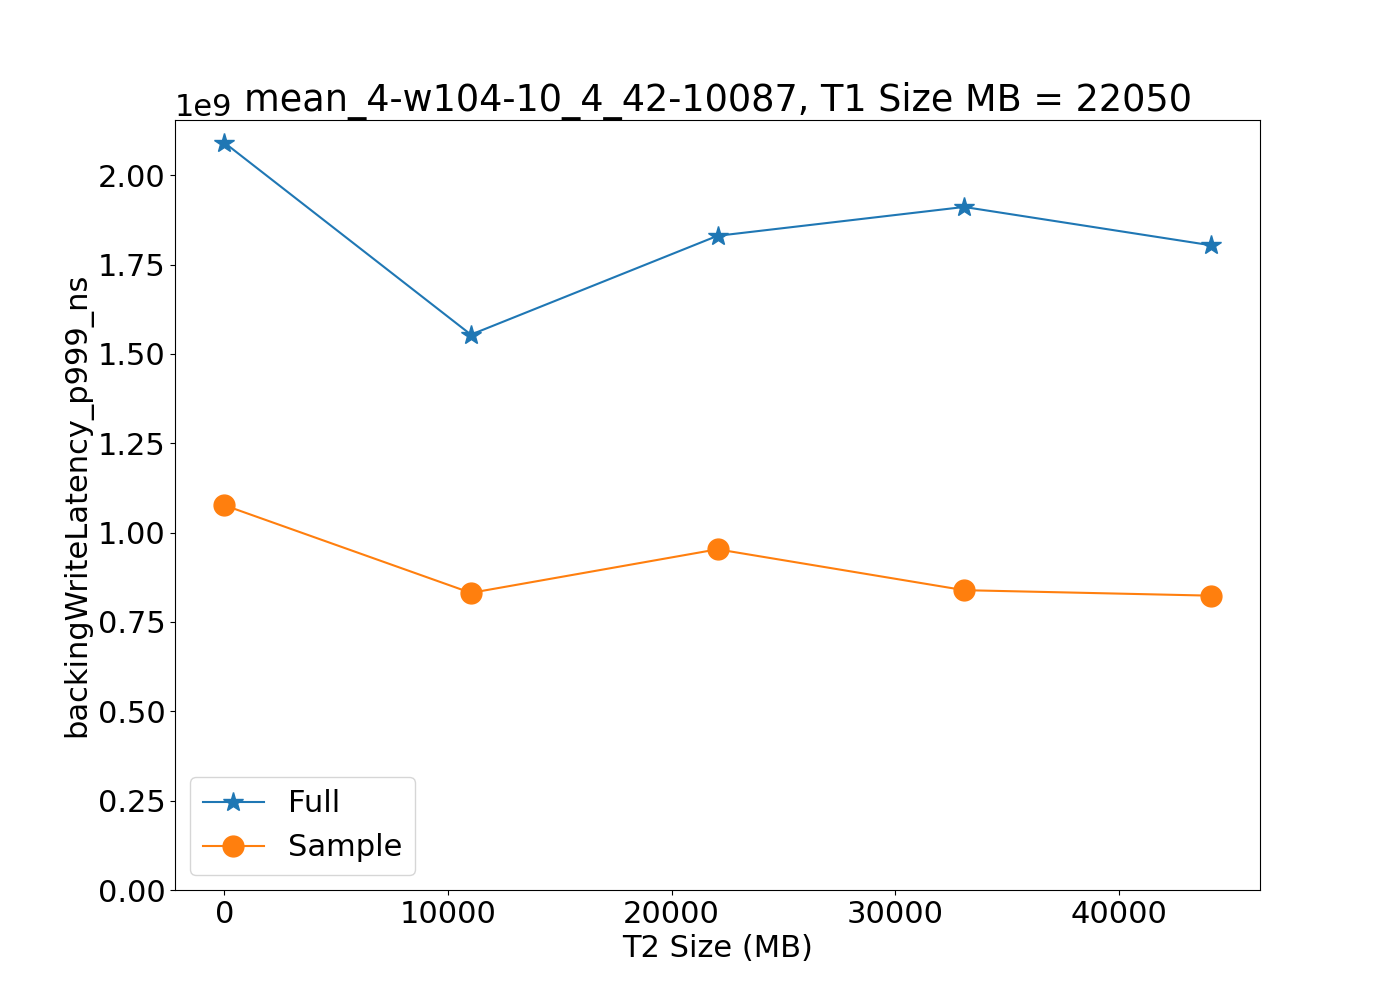 1e9
mean_4-w104-10_4_42-10087, T1 Size MB = 22050
backingWriteLatency_p999_ns
2.00
1.75
1.50
1.25
1.00
0.75
0.50
0.25
0.00
Full
Sample
0 10000 20000 30000 40000
T2 Size (MB)